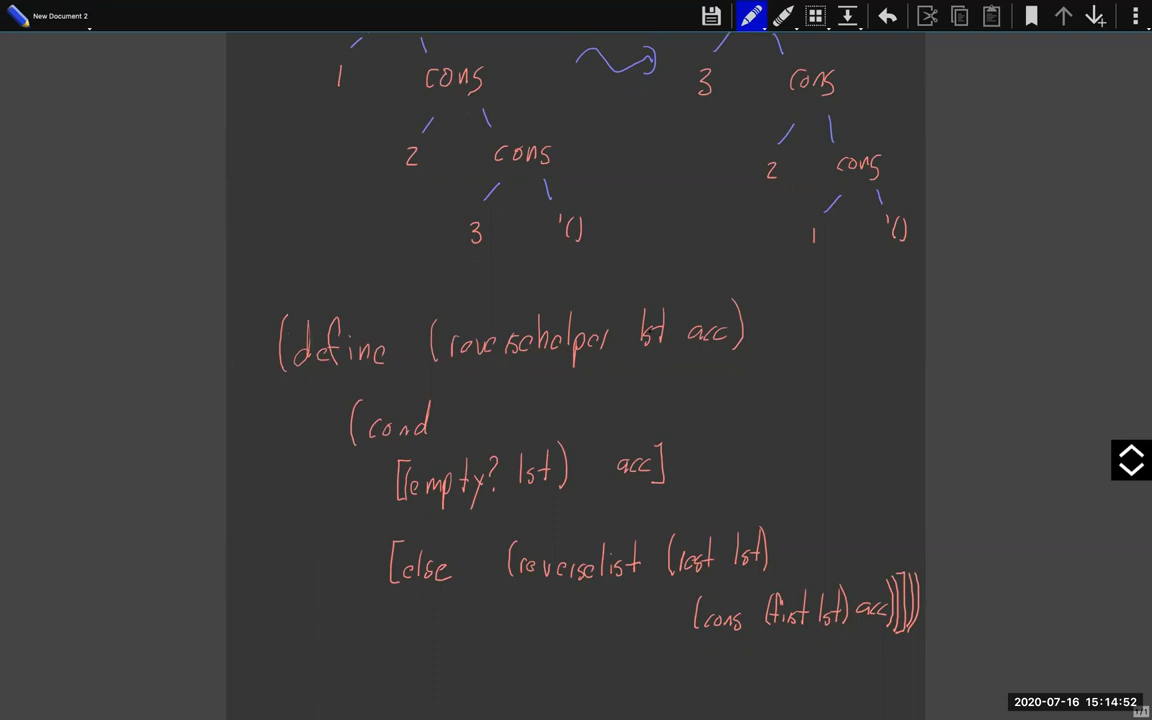 New Document 2
1 cons 3 cons
2 cons 2 cons
3 '() 1 '()
(define (reversehelper lst acc)
(cond
[(empty? lst) acc]
[else (reverselist (rest lst)
(cons (first lst) acc))]))
2020-07-16 15:14:52